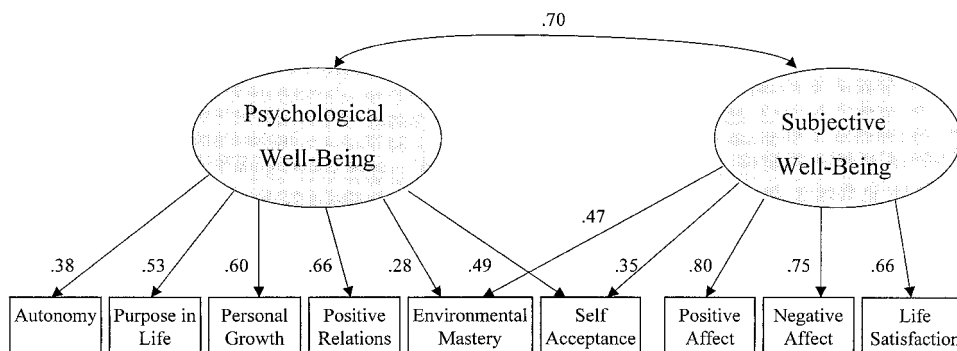 .70
Psychological
Well-Being
Subjective
Well-Being
.47
.38
.53
.60
.66
.28
.49
.35
.80
.75
.66
Autonomy
Purpose in
Life
Personal
Growth
Positive
Relations
Environmental
Mastery
Self
Acceptance
Positive
Affect
Negative
Affect
Life
Satisfaction